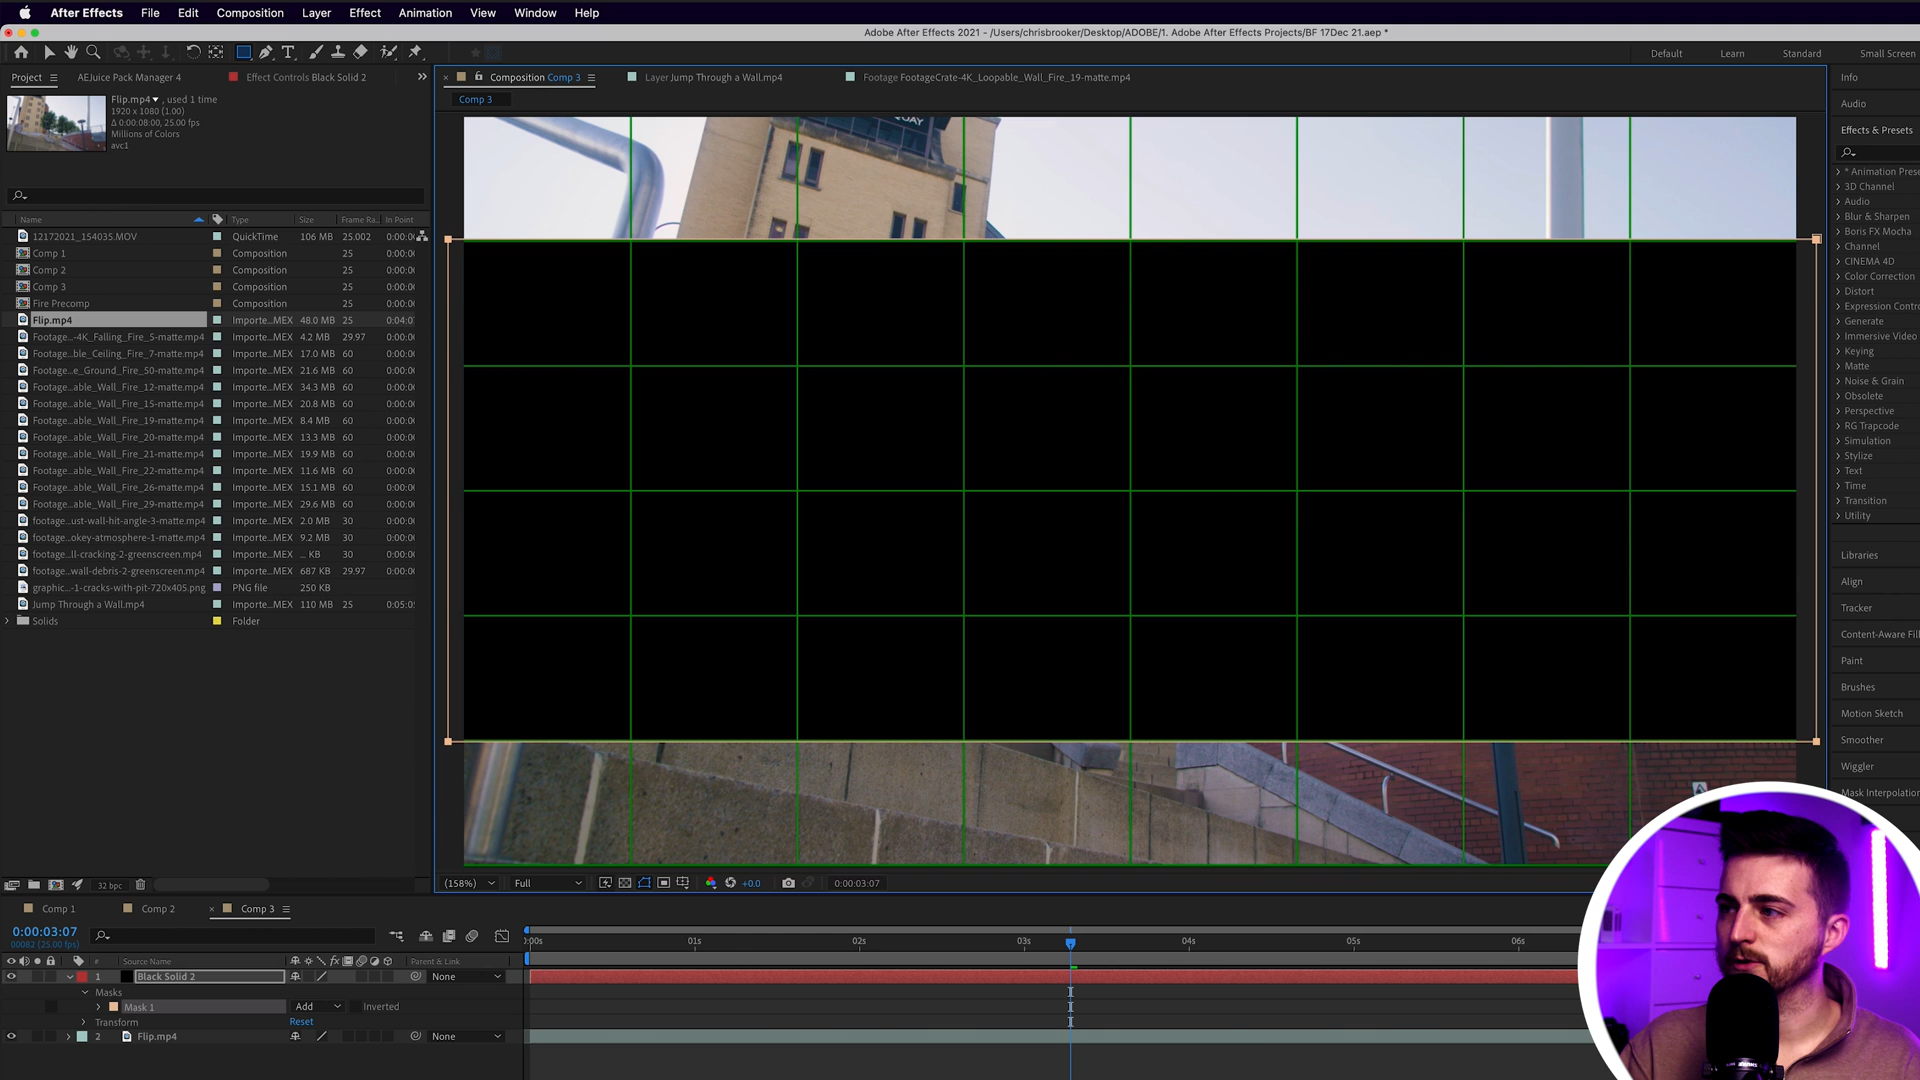 After Effects File Edit Composition Layer Effect Animation View Window Help
Adobe After Effects 2021 - /Users/chrisbrooker/Desktop/ADOBE/1. Adobe After Effects Projects/BF 17Dec 21.aep *
Default Learn Standard Small Screen
Project AEJuice Pack Manager 4 Effect Controls Black Solid 2
Composition Comp 3 Layer Jump Through a Wall.mp4 Footage FootageCrate-4K_Loopable_Wall_Fire_19-matte.mp4
Comp 3
Flip.mp4 , used 1 time
1920 x 1080 (1.00)
Δ 0:00:08:00, 25.00 fps
Millions of Colors
avc1
Name Type Size Frame Ra... In Point
12172021_154035.MOV QuickTime 106 MB 25.002 0:00:0
Comp 1 Composition 25 0:00:0
Comp 2 Composition 25 0:00:0
Comp 3 Composition 25 0:00:0
Fire Precomp Composition 25 0:00:0
Flip.mp4 Importe...MEX 48.0 MB 25 0:04:0
Footage...-4K_Falling_Fire_5-matte.mp4 Importe...MEX 4.2 MB 29.97 0:00:0
Footage...ble_Ceiling_Fire_7-matte.mp4 Importe...MEX 17.0 MB 60 0:00:0
Footage...e_Ground_Fire_50-matte.mp4 Importe...MEX 21.6 MB 60 0:00:0
Footage...able_Wall_Fire_12-matte.mp4 Importe...MEX 34.3 MB 60 0:00:0
Footage...able_Wall_Fire_15-matte.mp4 Importe...MEX 20.8 MB 60 0:00:0
Footage...able_Wall_Fire_19-matte.mp4 Importe...MEX 8.4 MB 60 0:00:0
Footage...able_Wall_Fire_20-matte.mp4 Importe...MEX 13.3 MB 60 0:00:0
Footage...able_Wall_Fire_21-matte.mp4 Importe...MEX 19.9 MB 60 0:00:0
Footage...able_Wall_Fire_22-matte.mp4 Importe...MEX 11.6 MB 60 0:00:0
Footage...able_Wall_Fire_26-matte.mp4 Importe...MEX 15.1 MB 60 0:00:0
Footage...able_Wall_Fire_29-matte.mp4 Importe...MEX 29.6 MB 60 0:00:0
footage...ust-wall-hit-angle-3-matte.mp4 Importe...MEX 2.0 MB 30 0:00:0
footage...okey-atmosphere-1-matte.mp4 Importe...MEX 9.2 MB 30 0:00:0
footage...ll-cracking-2-greenscreen.mp4 Importe...MEX ... KB 30 0:00:0
footage...wall-debris-2-greenscreen.mp4 Importe...MEX 687 KB 29.97 0:00:0
graphic...-1-cracks-with-pit-720x405.png PNG file 250 KB
Jump Through a Wall.mp4 Importe...MEX 110 MB 25 0:05:0
Solids Folder
32 bpc
QUAY
(158%) Full +0.0 0:00:03:07
Info
Audio
Effects & Presets
* Animation Prese
3D Channel
Audio
Blur & Sharpen
Boris FX Mocha
Channel
CINEMA 4D
Color Correction
Distort
Expression Contro
Generate
Immersive Video
Keying
Matte
Noise & Grain
Obsolete
Perspective
RG Trapcode
Simulation
Stylize
Text
Time
Transition
Utility
Libraries
Align
Tracker
Content-Aware Fill
Paint
Brushes
Motion Sketch
Smoother
Wiggler
Mask Interpolatio
Comp 1 Comp 2 Comp 3
0:00:03:07
00082 (25.00 fps)
0:00s 01s 02s 03s 04s 05s 06s
# Source Name fx Parent & Link
1 Black Solid 2 None
Masks
Mask 1 Add Inverted
Transform Reset
2 Flip.mp4 None